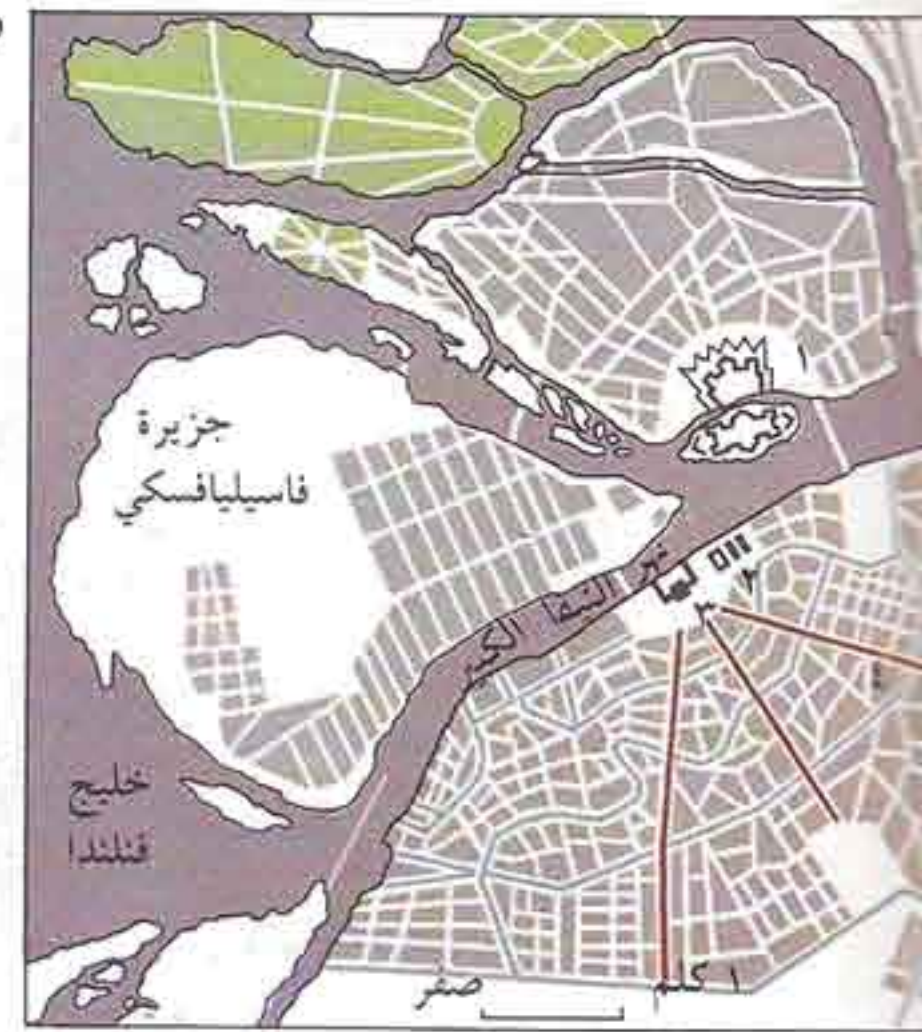 ١
جزيرة
فاسيليافسكي
نهر النيفا الكبير
٢
٣
خليج
فنلندا
صفر
١ كلم